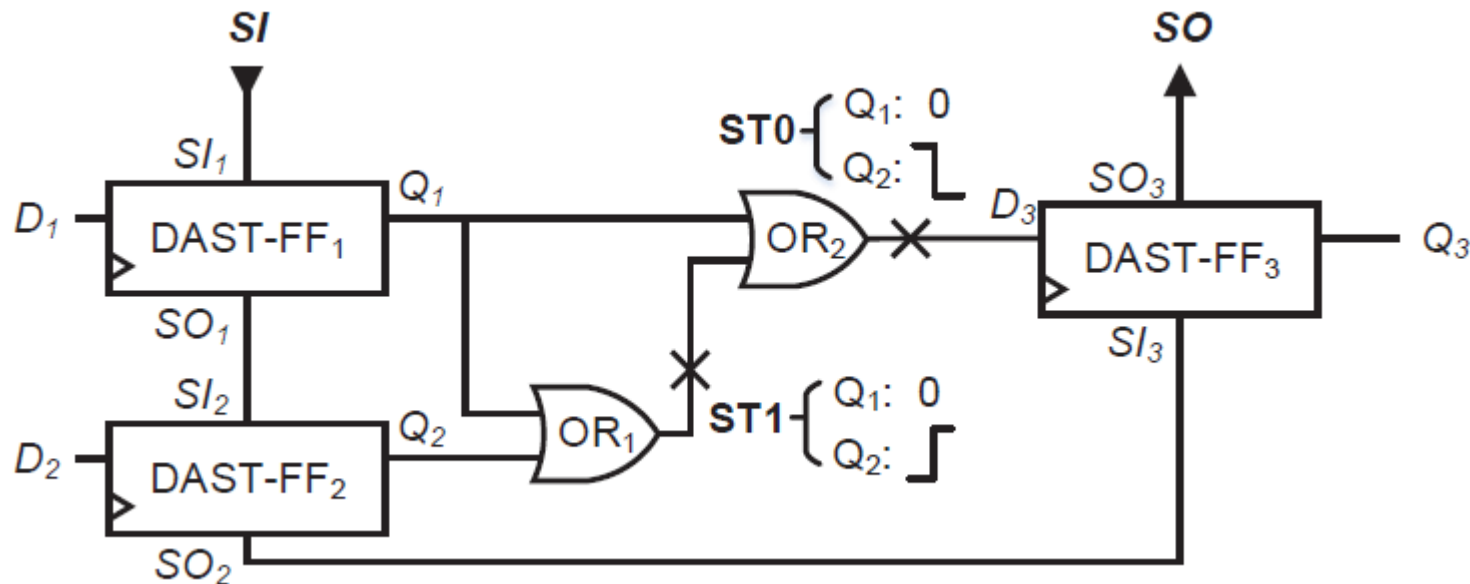 SI
SO
ST0
Q1: 0
Q2:
SI1
Q1
SO3
D1
DAST-FF1
OR2
D3
DAST-FF3
Q3
SO1
SI3
SI2
ST1
Q1: 0
Q2:
Q2
OR1
D2
DAST-FF2
SO2